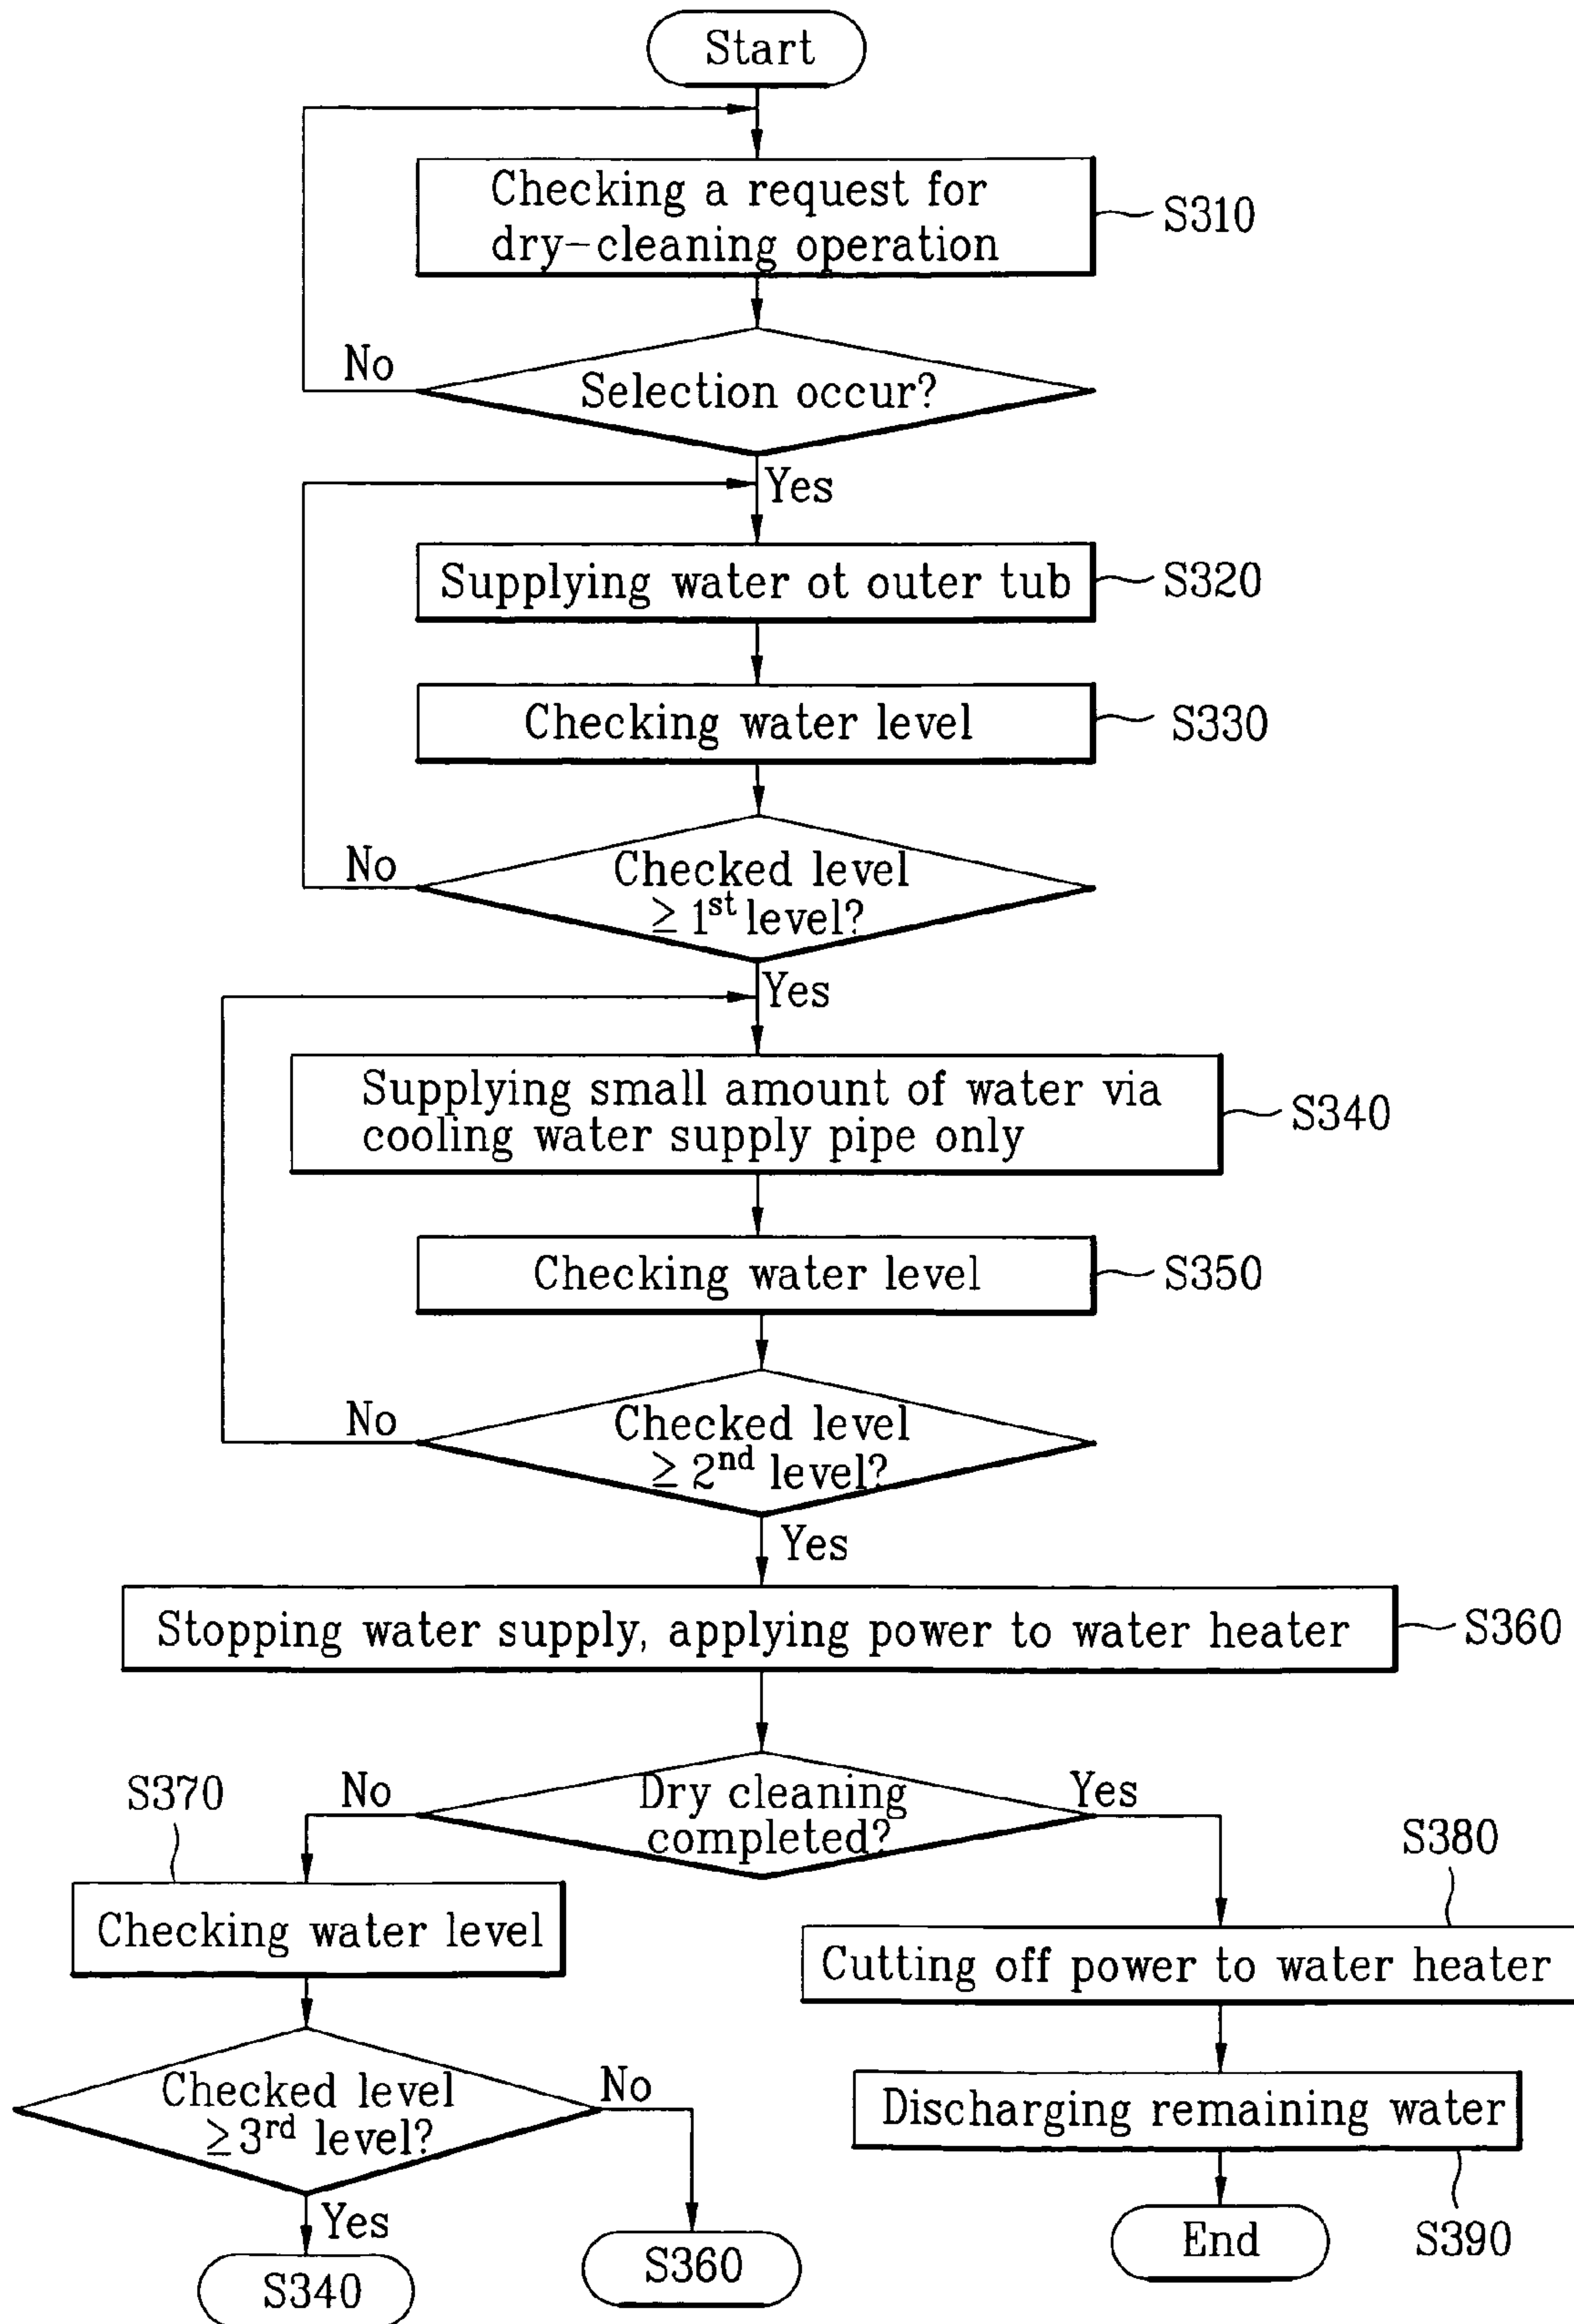 Start
Checking a request for
dry-cleaning operation
S310
No
Selection occur?
Yes
Supplying water ot outer tub
S320
Checking water level
S330
No
Checked level
≥ 1st level?
Yes
Supplying small amount of water via
cooling water supply pipe only
S340
Checking water level
S350
No
Checked level
≥ 2nd level?
Yes
Stopping water supply, applying power to water heater
S360
S370
No
Dry cleaning
completed?
Yes
S380
Checking water level
Cutting off power to water heater
Checked level
≥3rd level?
No
Discharging remaining water
Yes
S340
S360
End
S390